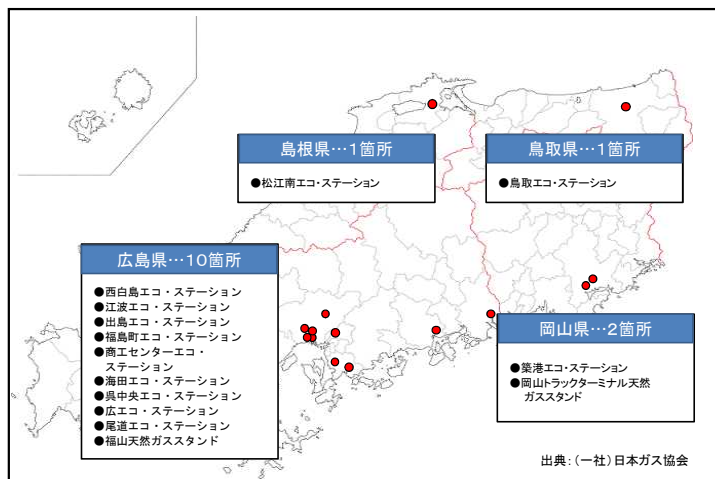 島根県…1箇所
●松江南エコ・ステーション
鳥取県…1箇所
●鳥取エコ・ステーション
広島県…10箇所
●西白島エコ・ステーション
●江波エコ・ステーション
●出島エコ・ステーション
●福島町エコ・ステーション
●商工センターエコ・
ステーション
●海田エコ・ステーション
●呉中央エコ・ステーション
●広エコ・ステーション
●尾道エコ・ステーション
●福山天然ガススタンド
岡山県…2箇所
●築港エコ・ステーション
●岡山トラックターミナル天然
ガススタンド
出典:(一社)日本ガス協会